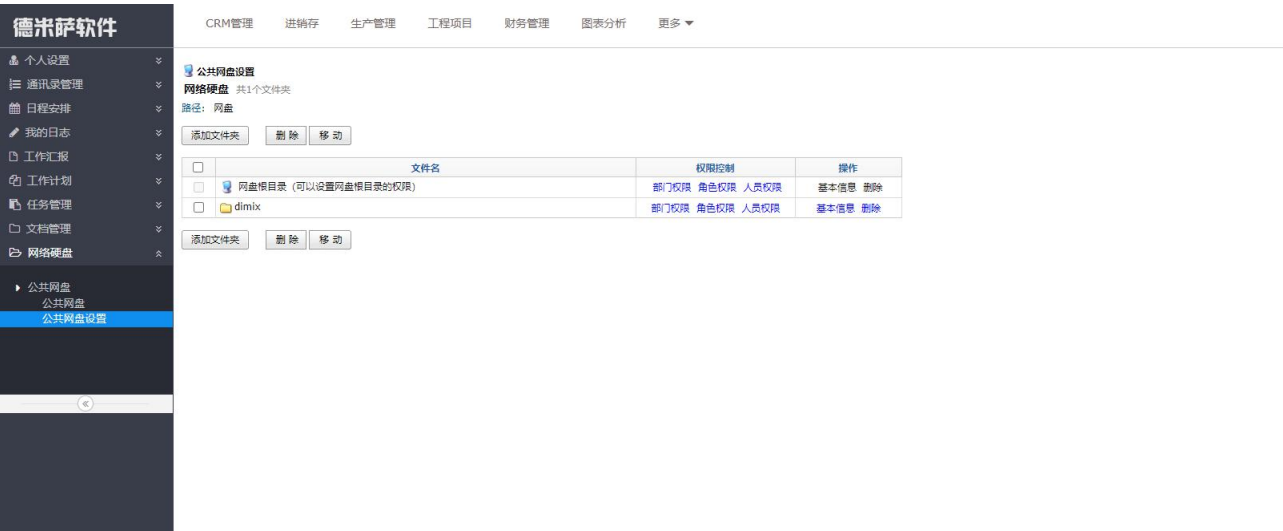 德米萨软件
CRM管理 进销存 生产管理 工程项目 财务管理 图表分析 更多
个人设置
通讯录管理
日程安排
我的日志
工作汇报
工作计划
任务管理
文档管理
网络硬盘
公共网盘
公共网盘
公共网盘设置
公共网盘设置
网络硬盘 共1个文件夹
路径: 网盘
添加文件夹 删 除 移 动
文件名 权限控制 操作
网盘根目录 (可以设置网盘根目录的权限) 部门权限 角色权限 人员权限 基本信息 删除
dimix 部门权限 角色权限 人员权限 基本信息 删除
添加文件夹 删 除 移 动